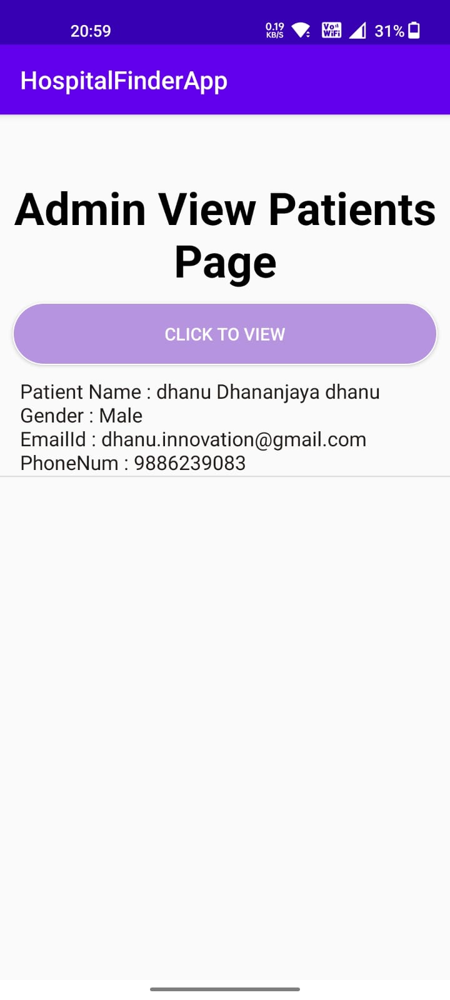 20:59
0.19
KB/S
Vo))
WiFi
31%
HospitalFinderApp
Admin View Patients
Page
CLICK TO VIEW
Patient Name : dhanu Dhananjaya dhanu
Gender : Male
EmailId : dhanu.innovation@gmail.com
PhoneNum : 9886239083